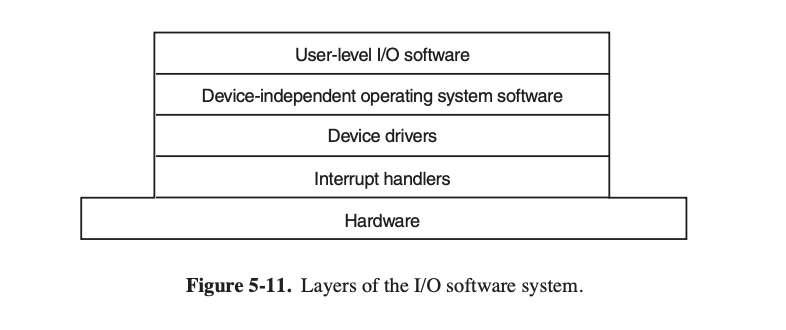 User-level I/O software
Device-independent operating system software
Device drivers
Interrupt handlers
Hardware
Figure 5-11. Layers of the I/O software system.